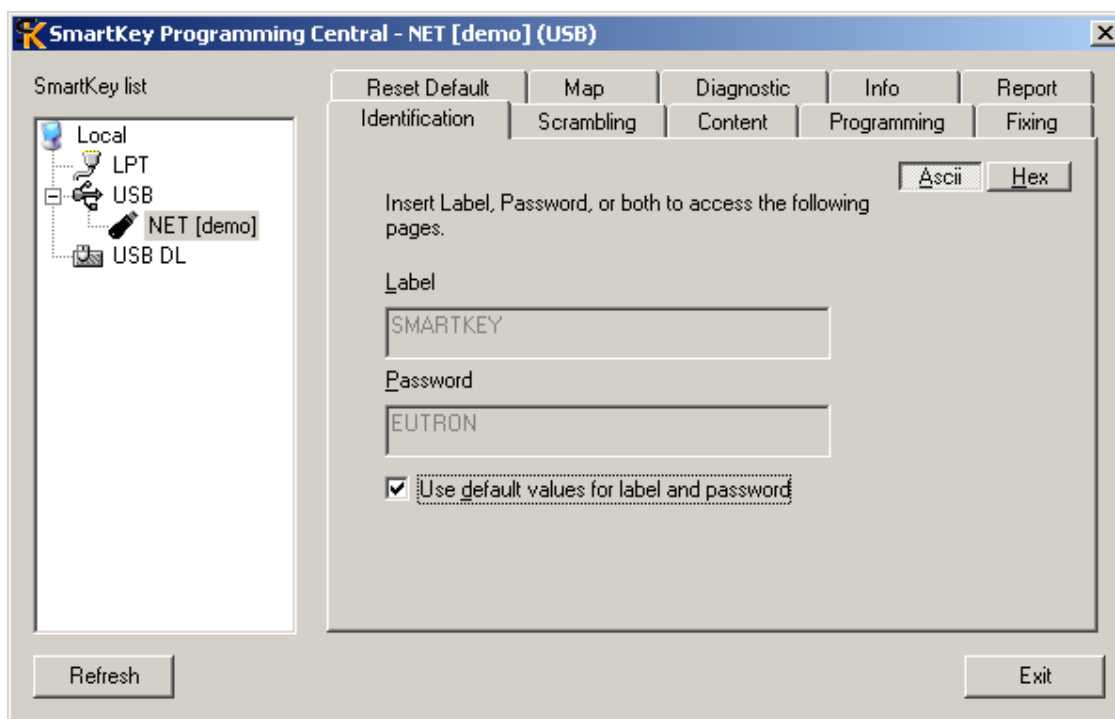 SmartKey Programming Central - NET [demo] (USB)
SmartKey list
Local
LPT
USB
NET [demo]
USB DL
Reset Default Map Diagnostic Info Report
Identification Scrambling Content Programming Fixing
Ascii Hex
Insert Label, Password, or both to access the following
pages.
Label
SMARTKEY
Password
EUTRON
Use default values for label and password
Refresh
Exit